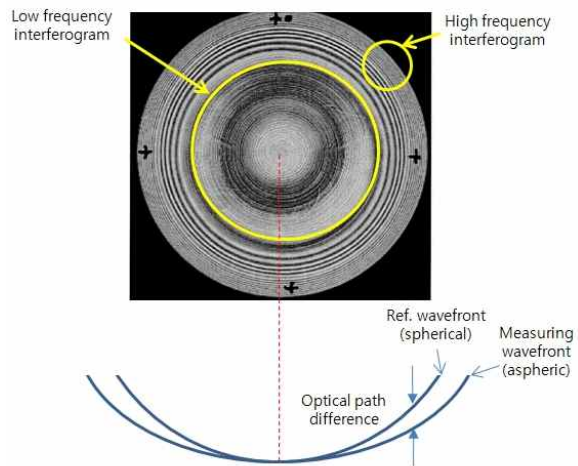 Low frequency
interferogram
High frequency
interferogram
Ref. wavefront
(spherical)
Measuring
wavefront
(aspheric)
Optical path
difference